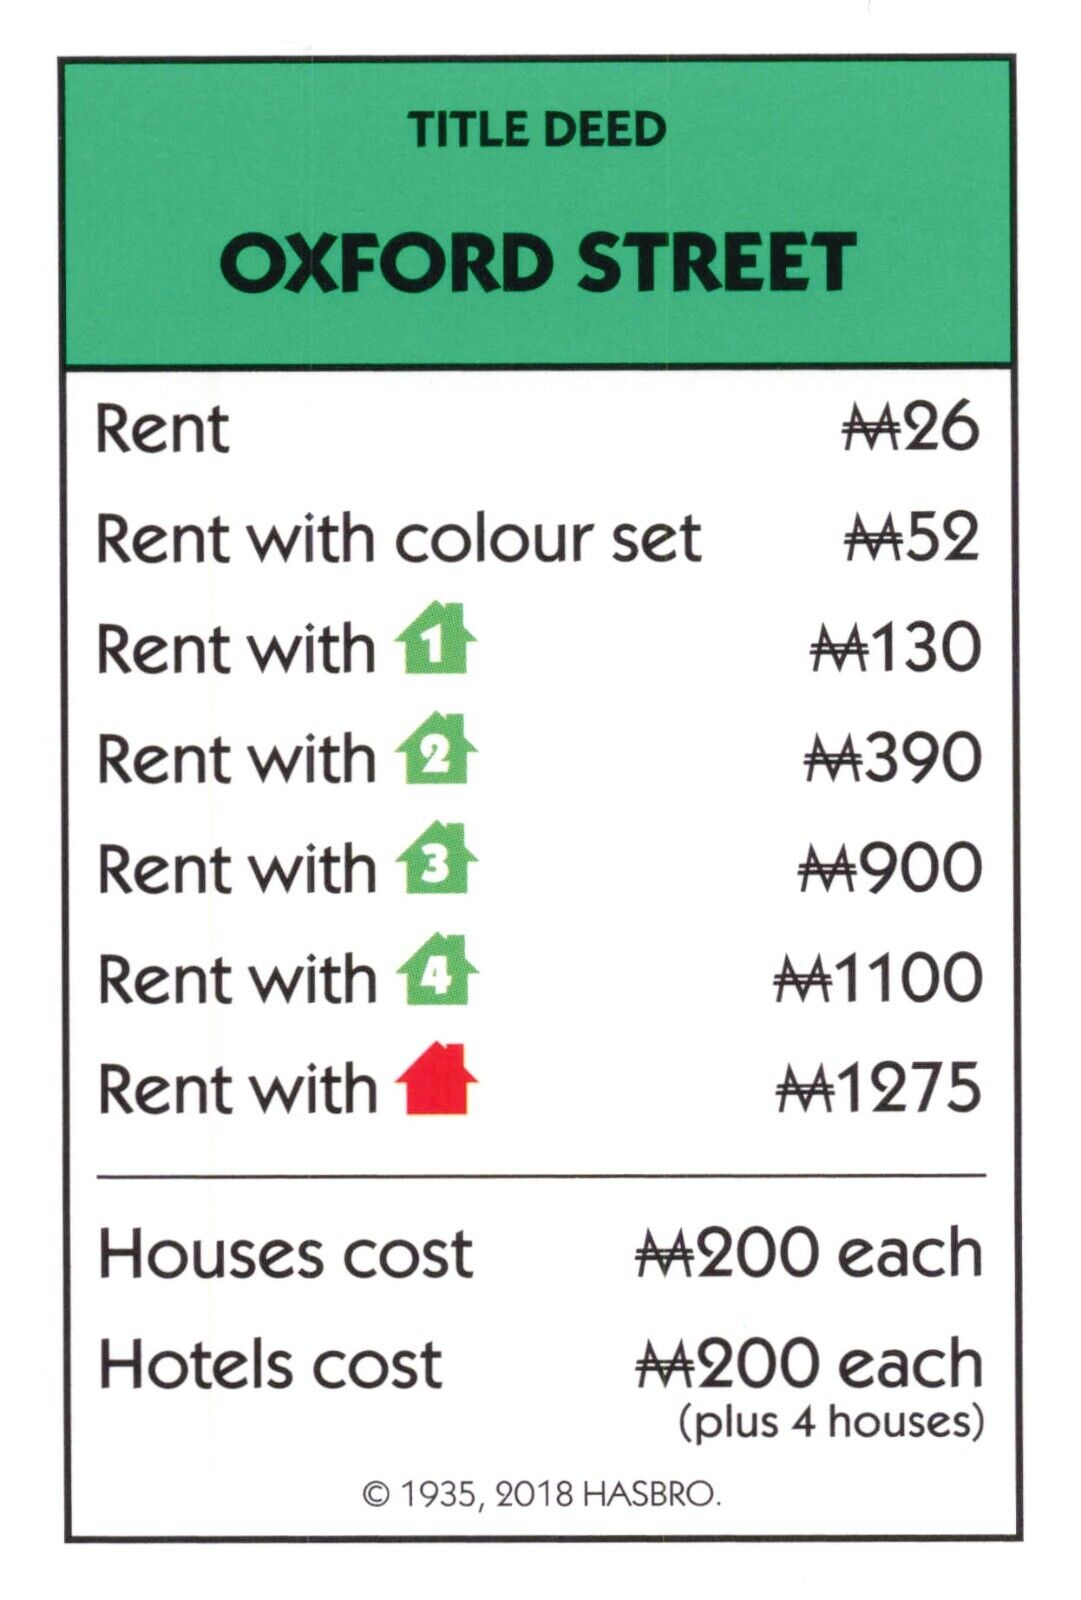 TITLE DEED
OXFORD STREET
Rent ₩26
Rent with colour set ₩52
Rent with 1 ₩130
Rent with 2 ₩390
Rent with 3 ₩900
Rent with 4 ₩1100
Rent with ₩1275
Houses cost ₩200 each
Hotels cost ₩200 each
(plus 4 houses)
© 1935, 2018 HASBRO.